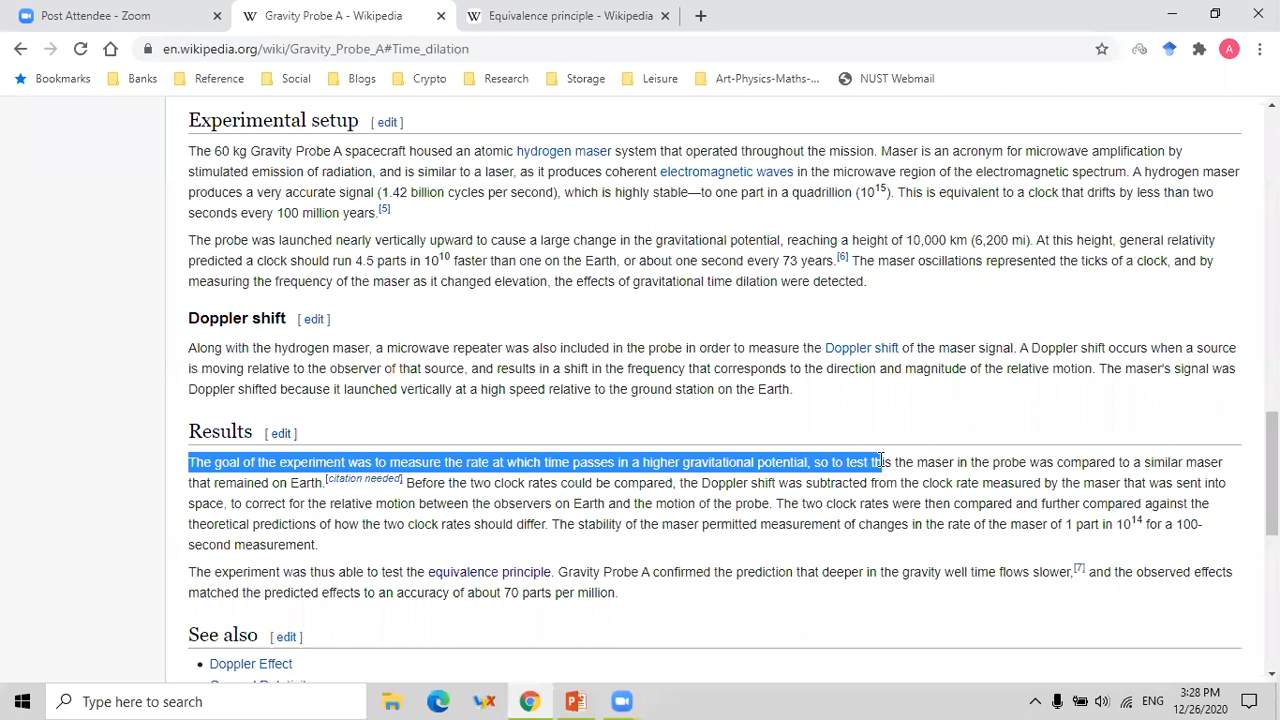 Post Attendee - Zoom
Gravity Probe A - Wikipedia
Equivalence principle - Wikipedia
en.wikipedia.org/wiki/Gravity_Probe_A#Time_dilation
A
Bookmarks Banks Reference Social Blogs Crypto Research Storage Leisure Art-Physics-Maths-... NUST Webmail
Experimental setup [ edit ]
The 60 kg Gravity Probe A spacecraft housed an atomic hydrogen maser system that operated throughout the mission. Maser is an acronym for microwave amplification by
stimulated emission of radiation, and is similar to a laser, as it produces coherent electromagnetic waves in the microwave region of the electromagnetic spectrum. A hydrogen maser
produces a very accurate signal (1.42 billion cycles per second), which is highly stable—to one part in a quadrillion (10¹⁵). This is equivalent to a clock that drifts by less than two
seconds every 100 million years.[5]
The probe was launched nearly vertically upward to cause a large change in the gravitational potential, reaching a height of 10,000 km (6,200 mi). At this height, general relativity
predicted a clock should run 4.5 parts in 10¹⁰ faster than one on the Earth, or about one second every 73 years.[6] The maser oscillations represented the ticks of a clock, and by
measuring the frequency of the maser as it changed elevation, the effects of gravitational time dilation were detected.
Doppler shift [ edit ]
Along with the hydrogen maser, a microwave repeater was also included in the probe in order to measure the Doppler shift of the maser signal. A Doppler shift occurs when a source
is moving relative to the observer of that source, and results in a shift in the frequency that corresponds to the direction and magnitude of the relative motion. The maser's signal was
Doppler shifted because it launched vertically at a high speed relative to the ground station on the Earth.
Results [ edit ]
The goal of the experiment was to measure the rate at which time passes in a higher gravitational potential, so to test this the maser in the probe was compared to a similar maser
that remained on Earth.[citation needed] Before the two clock rates could be compared, the Doppler shift was subtracted from the clock rate measured by the maser that was sent into
space, to correct for the relative motion between the observers on Earth and the motion of the probe. The two clock rates were then compared and further compared against the
theoretical predictions of how the two clock rates should differ. The stability of the maser permitted measurement of changes in the rate of the maser of 1 part in 10¹⁴ for a 100-
second measurement.
The experiment was thus able to test the equivalence principle. Gravity Probe A confirmed the prediction that deeper in the gravity well time flows slower,[7] and the observed effects
matched the predicted effects to an accuracy of about 70 parts per million.
See also [ edit ]
Doppler Effect
Type here to search
ENG
3:28 PM
12/26/2020